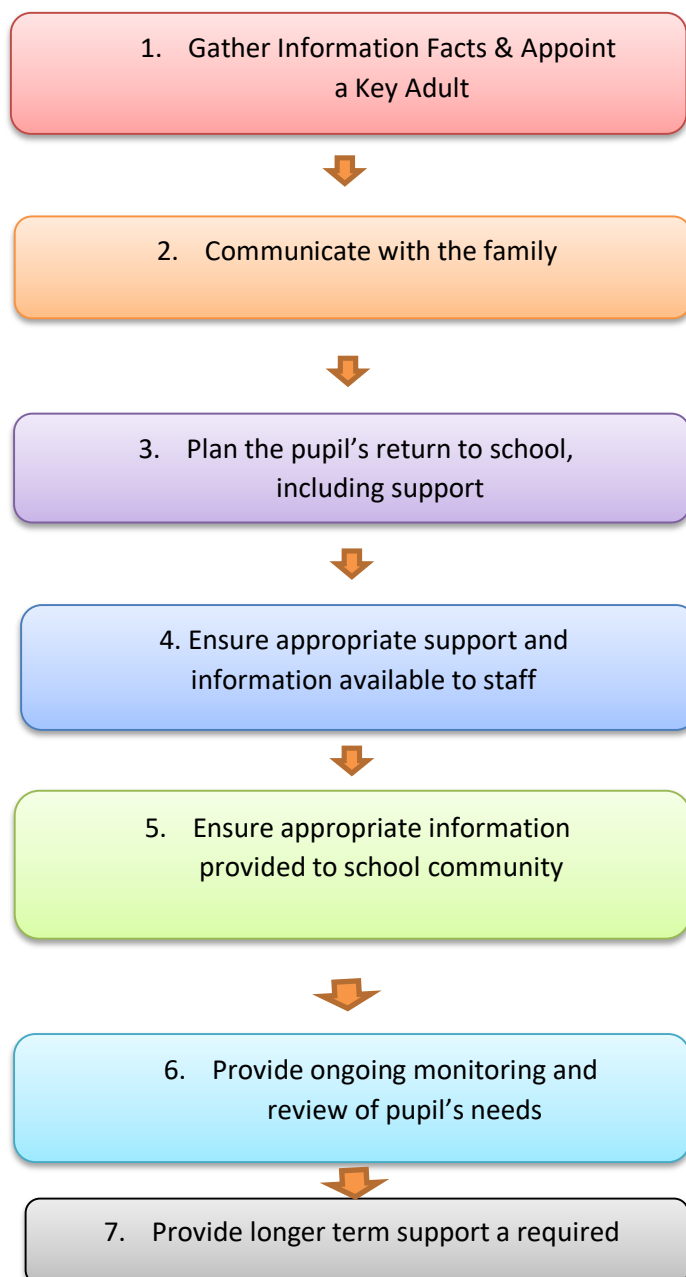 1. Gather Information Facts & Appoint
a Key Adult
2. Communicate with the family
3. Plan the pupil’s return to school,
including support
4. Ensure appropriate support and
information available to staff
5. Ensure appropriate information
provided to school community
6. Provide ongoing monitoring and
review of pupil’s needs
7. Provide longer term support a required